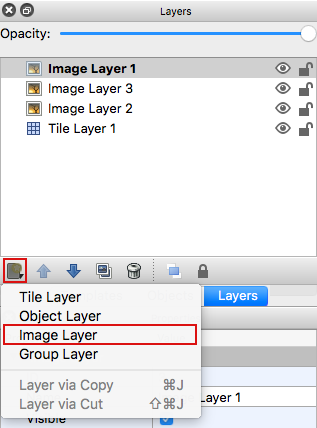 Layers
Opacity:
Image Layer 1
Image Layer 3
Image Layer 2
Tile Layer 1
Layers
Tile Layer
Object Layer
Image Layer
Group Layer
Layer via Copy ⌘J
Layer via Cut ⇧⌘J
Layer 1
Visible